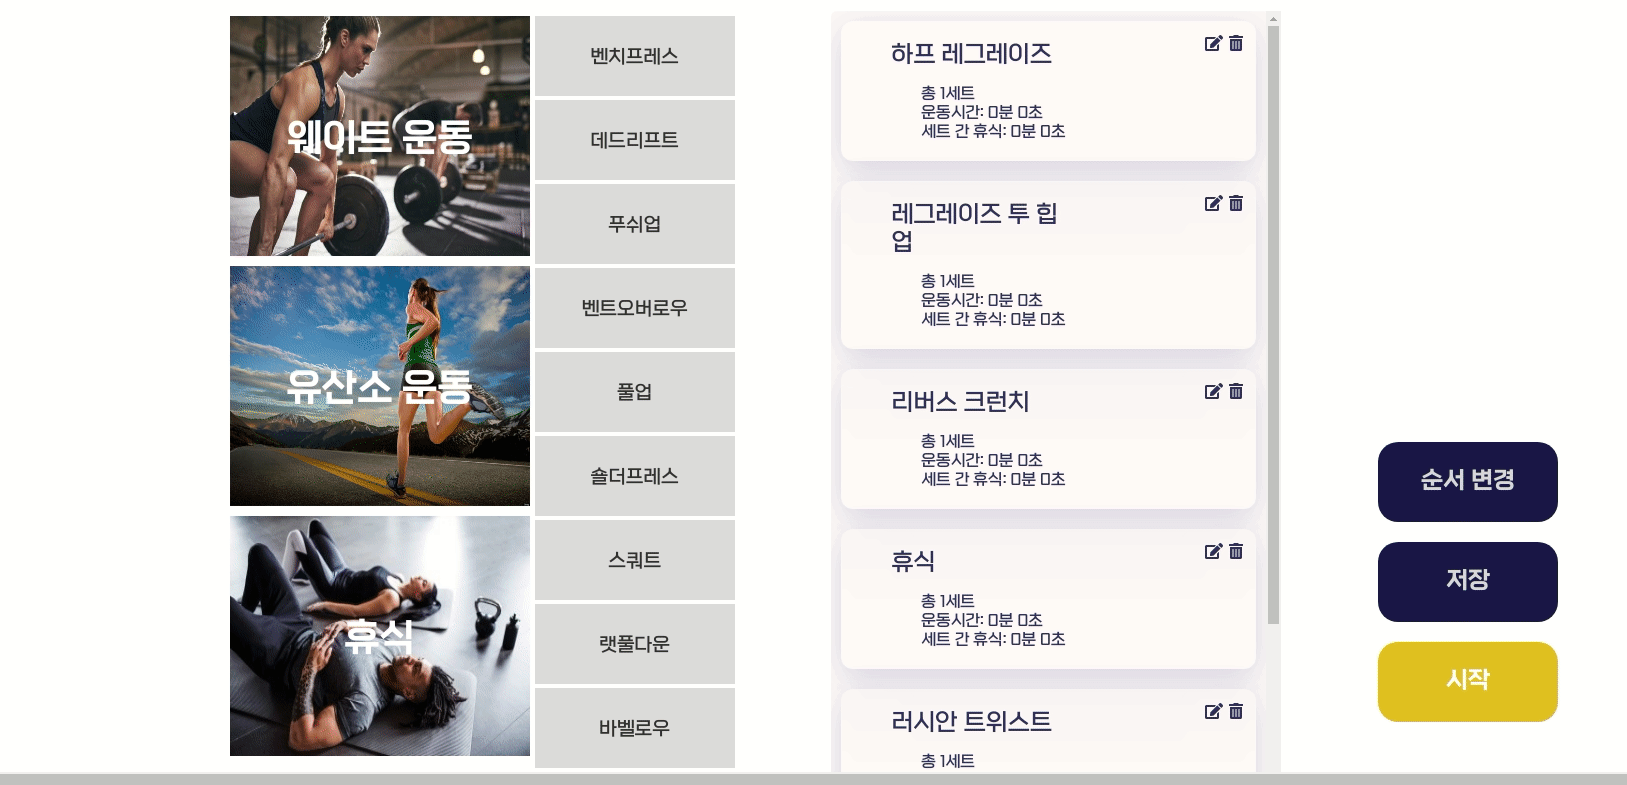 웨이트 운동
유산소 운동
휴식
벤치프레스
데드리프트
푸쉬업
벤트오버로우
풀업
숄더프레스
스쿼트
랫풀다운
바벨로우
하프 레그레이즈
총 1세트
운동시간: 0분 0초
세트 간 휴식: 0분 0초
레그레이즈 투 힙
업
총 1세트
운동시간: 0분 0초
세트 간 휴식: 0분 0초
리버스 크런치
총 1세트
운동시간: 0분 0초
세트 간 휴식: 0분 0초
휴식
총 1세트
운동시간: 0분 0초
세트 간 휴식: 0분 0초
러시안 트위스트
총 1세트
순서 변경
저장
시작